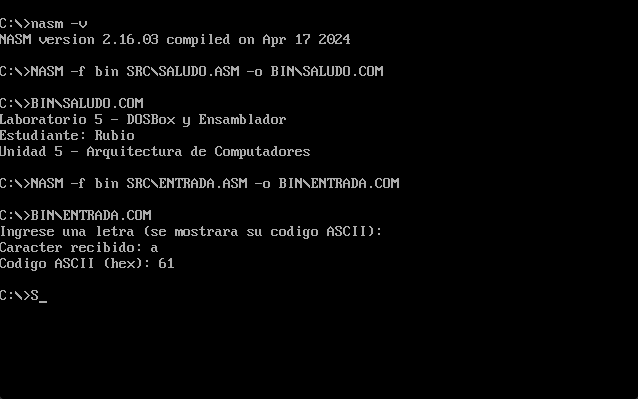 C:\>nasm -v
NASM version 2.16.03 compiled on Apr 17 2024
C:\>NASM -f bin SRC\SALUDO.ASM -o BIN\SALUDO.COM
C:\>BIN\SALUDO.COM
Laboratorio 5 - DOSBox y Ensamblador
Estudiante: Rubio
Unidad 5 - Arquitectura de Computadores
C:\>NASM -f bin SRC\ENTRADA.ASM -o BIN\ENTRADA.COM
C:\>BIN\ENTRADA.COM
Ingrese una letra (se mostrara su codigo ASCII):
Caracter recibido: a
Codigo ASCII (hex): 61
C:\>S_